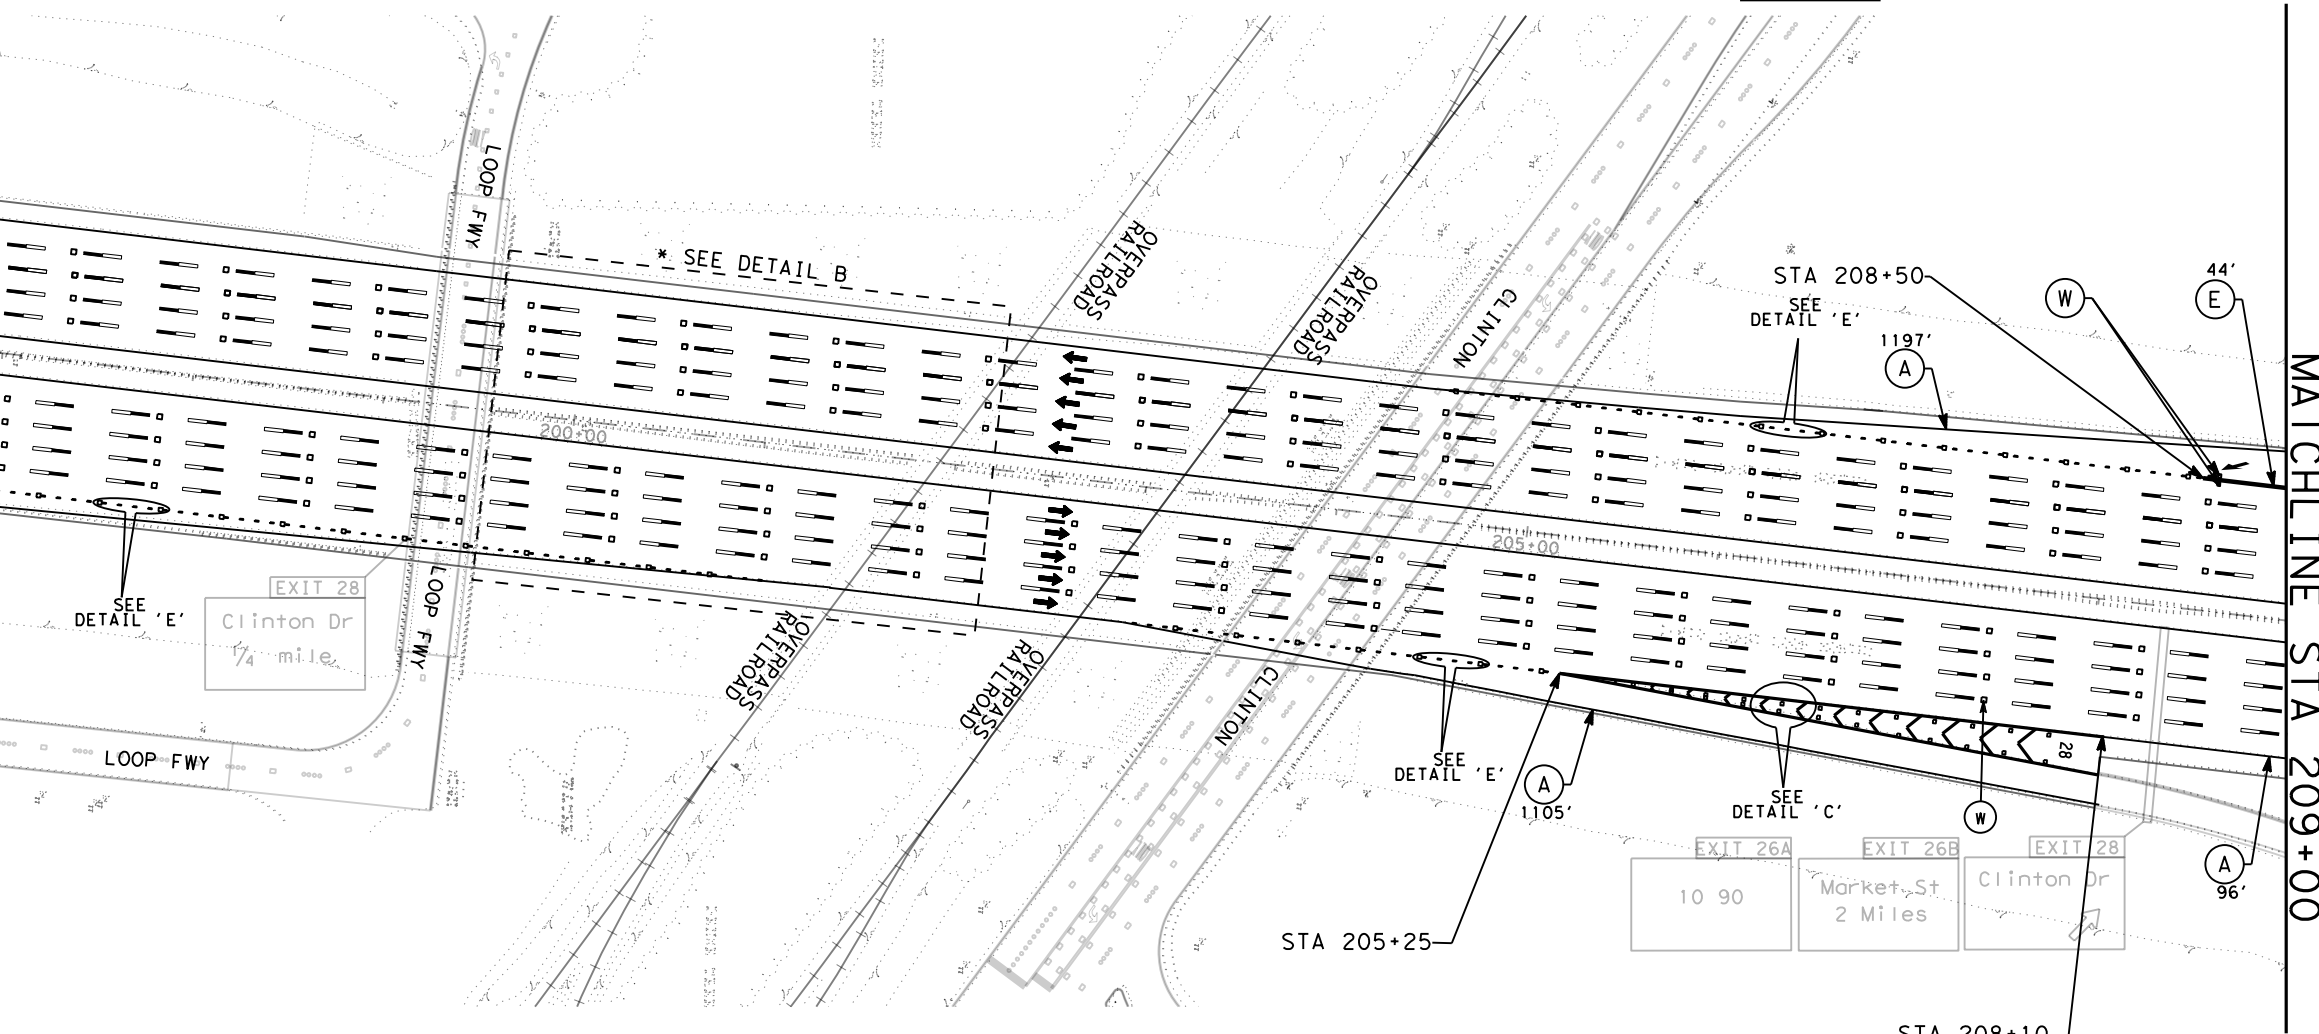 LOOP FWY
* SEE DETAIL B
OVERPASS
RAILROAD
OVERPASS
RAILROAD
CLINTON
STA 208+50
SEE
DETAIL 'E'
1197'
A
W
44'
E
MATCHLINE STA 209+00
200+00
205+00
SEE
DETAIL 'E'
EXIT 28
Clinton Dr
1/4 mile
LOOP FWY
LOOP FWY
OVERPASS
RAILROAD
OVERPASS
RAILROAD
CLINTON
SEE
DETAIL 'E'
A
1105'
SEE
DETAIL 'C'
28
W
A
96'
EXIT 26A
10 90
EXIT 26B
Market St
2 Miles
EXIT 28
Clinton Dr
STA 205+25
STA 208+10